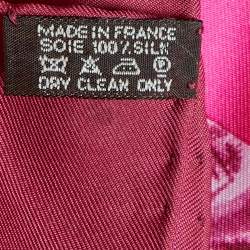 MADE IN FRANCE
SOIE 100% SILK
DRY CLEAN ONLY